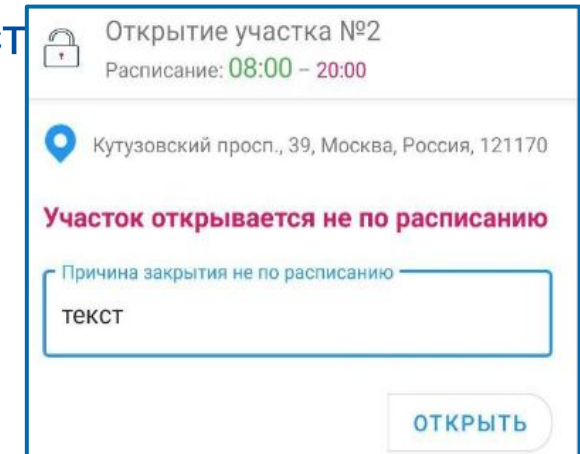 Открытие участка №2
Расписание: 08:00 – 20:00
Кутузовский просп., 39, Москва, Россия, 121170
Участок открывается не по расписанию
Причина закрытия не по расписанию
текст
ОТКРЫТЬ